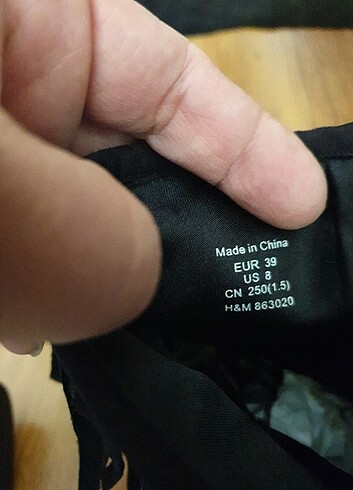 Made in China
EUR 39
US 8
CN 250(1.5)
H&M 863020